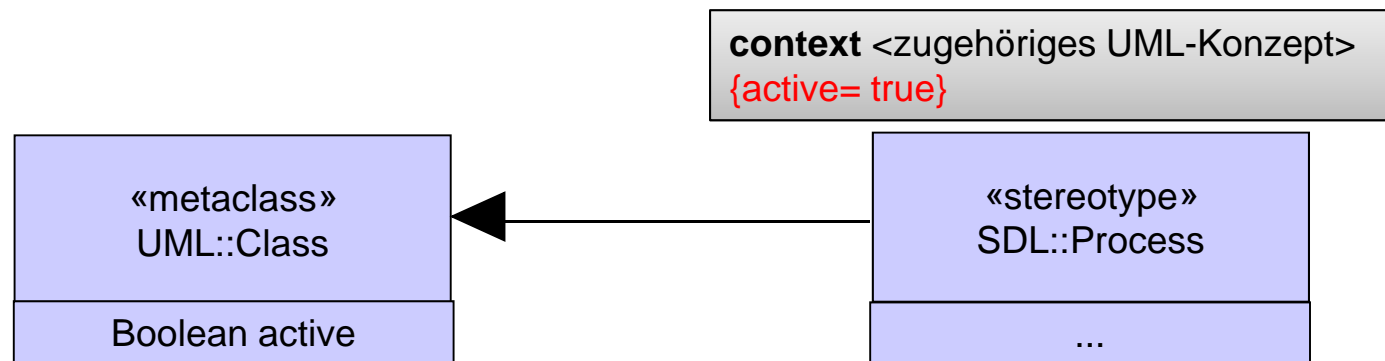 context <zugehöriges UML-Konzept>
{active= true}
«metaclass»
UML::Class
Boolean active
«stereotype»
SDL::Process
...